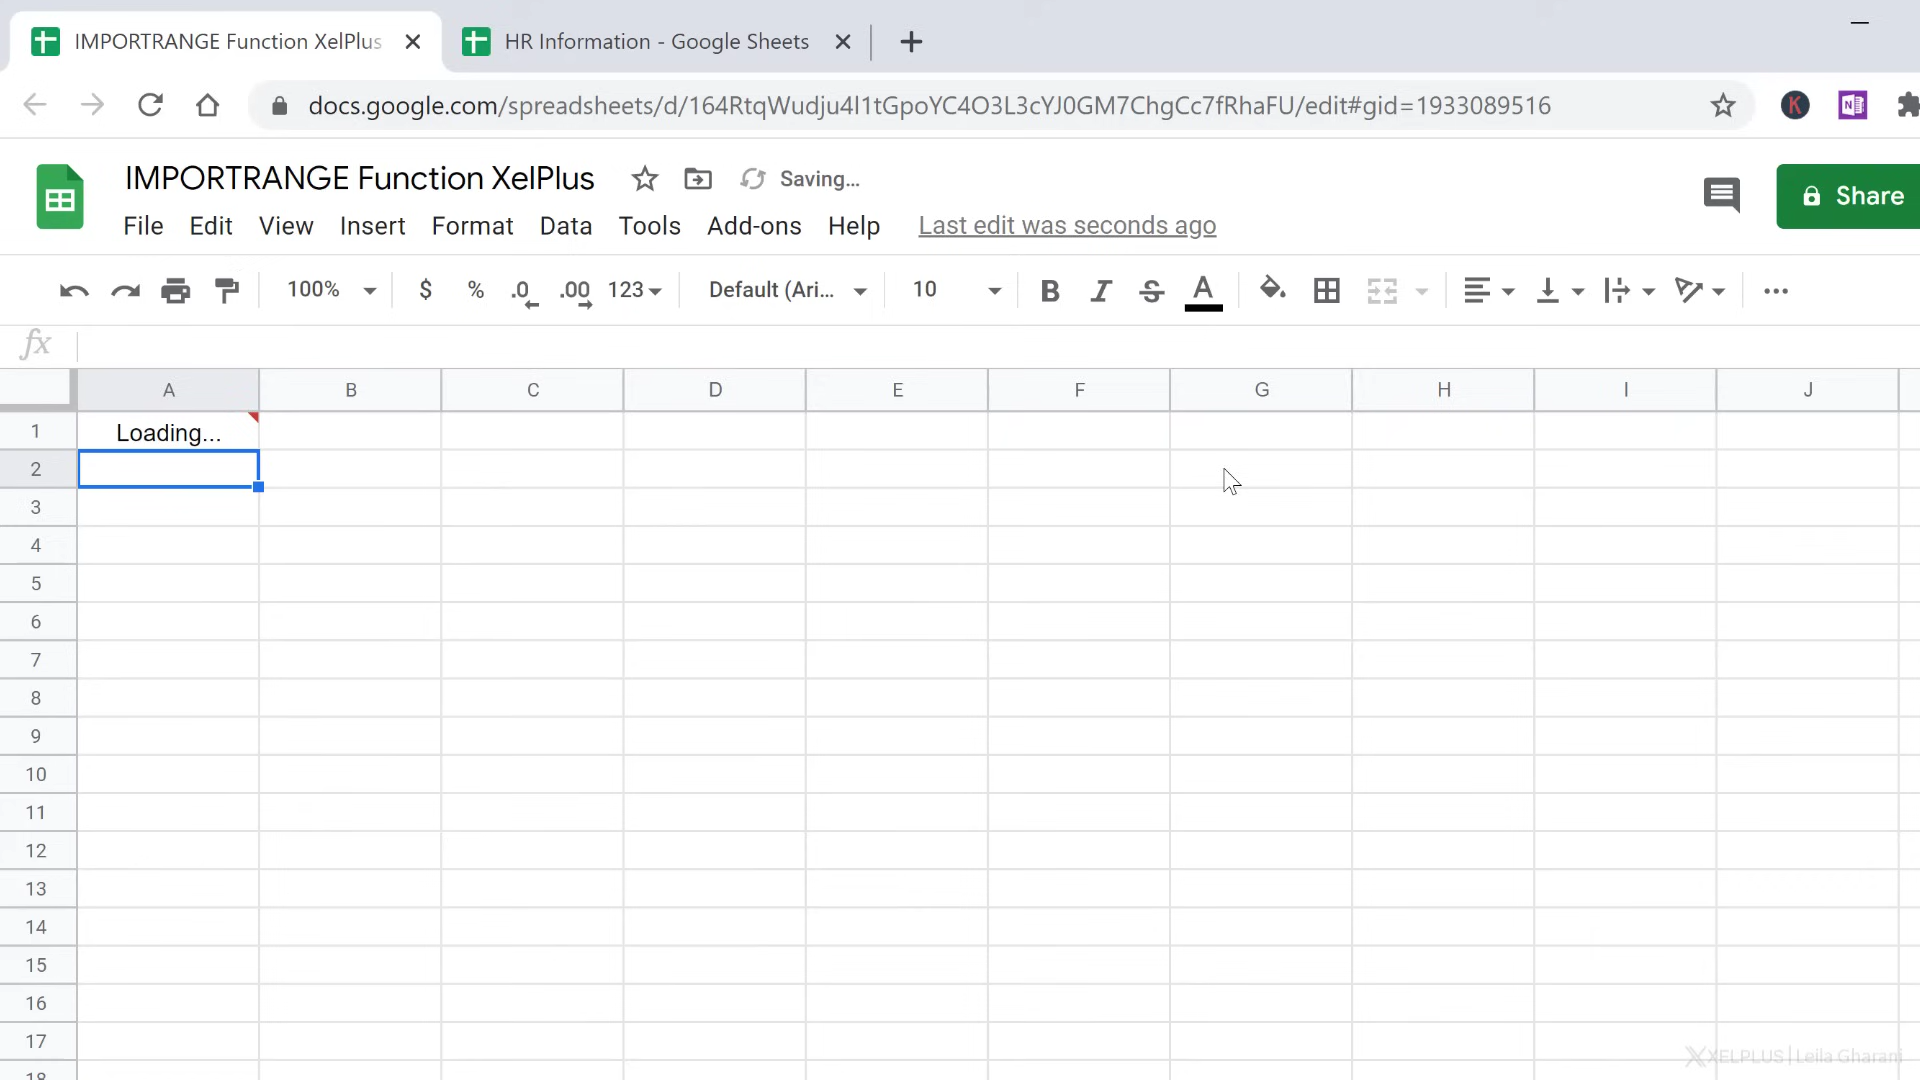 IMPORTRANGE Function XelPlus
HR Information - Google Sheets
docs.google.com/spreadsheets/d/164RtqWudju4l1tGpoYC4O3L3cYJ0GM7ChgCc7fRhaFU/edit#gid=1933089516
K
N
IMPORTRANGE Function XelPlus
Saving...
Share
File Edit View Insert Format Data Tools Add-ons Help Last edit was seconds ago
100% $ % .0 .00 123 Default (Ari... 10 B I S A
fx
A B C D E F G H I J
1 Loading...
2
3
4
5
6
7
8
9
10
11
12
13
14
15
16
17
18
XELPLUS | Leila Gharani